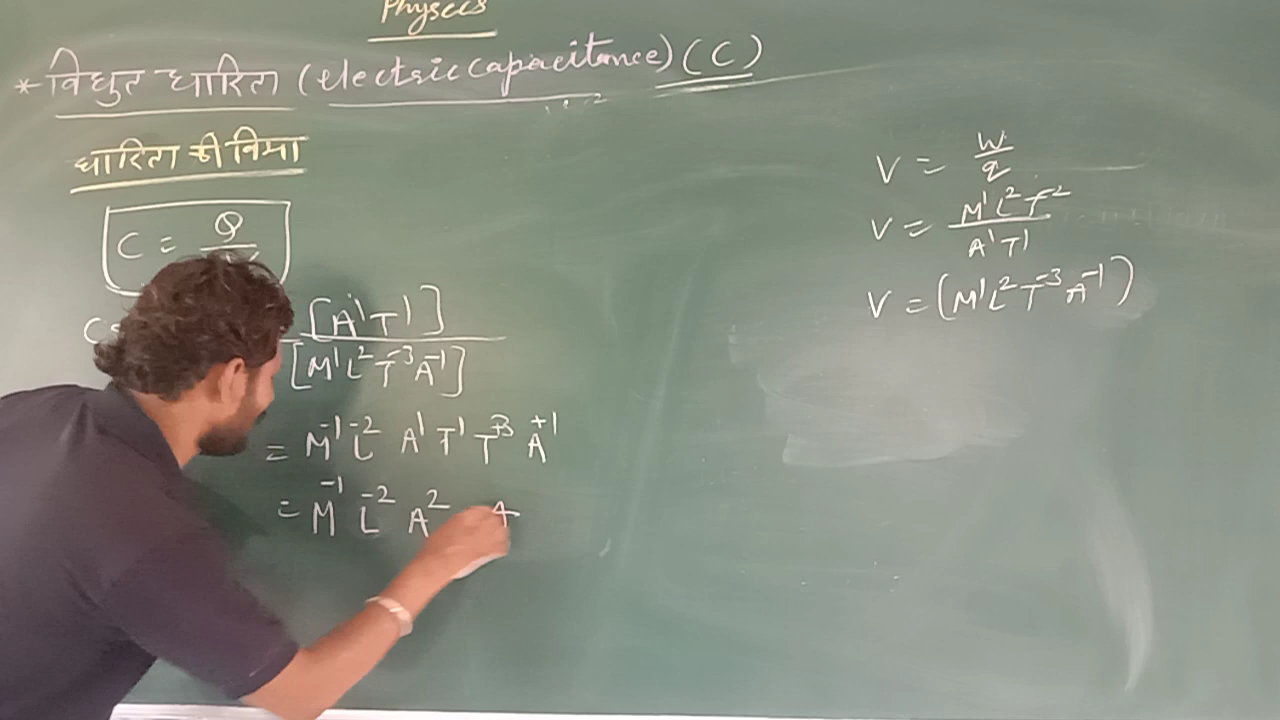 Physics
* विधुत धारिता (electric capacitance) (C)
धारिता की विमा
C = Q
[A¹T¹]
[M¹L²T⁻³A⁻¹]
= M⁻¹ L⁻² A¹ T¹ T⁺³ A⁺¹
= M⁻¹ L⁻² A²
V = W/q
V = M¹L²T⁻²/A¹T¹
V = (M¹L²T⁻³A⁻¹)